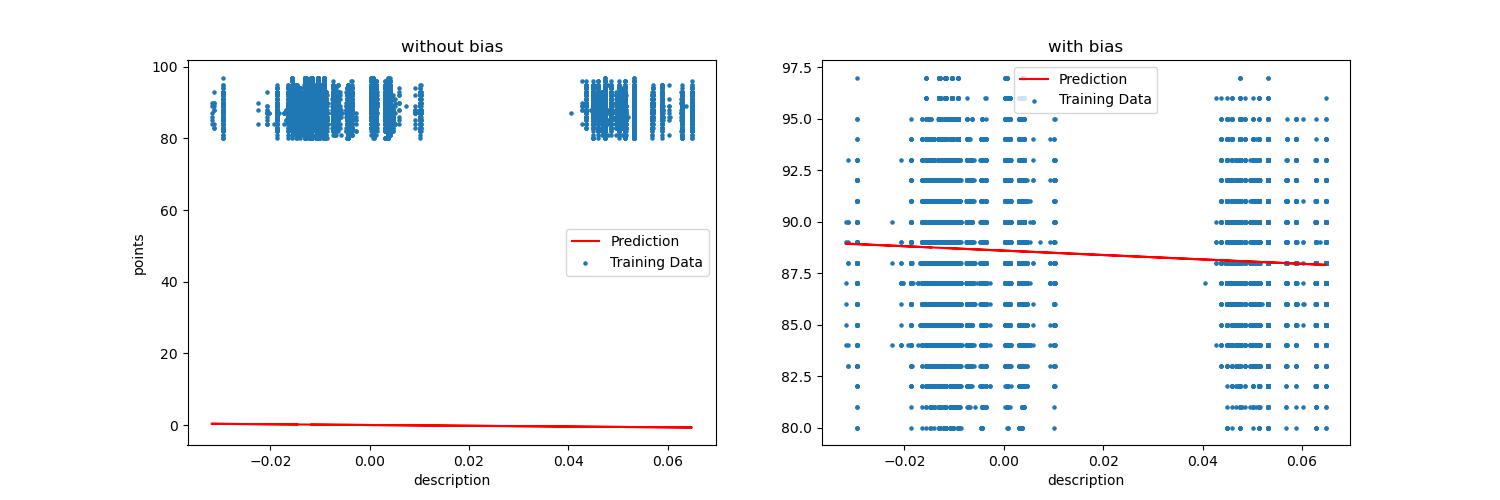 without bias
points
100
80
60
40
20
0
Prediction
Training Data
−0.02
0.00
0.02
0.04
0.06
description
with bias
97.5
95.0
92.5
90.0
87.5
85.0
82.5
80.0
Prediction
Training Data
−0.02
0.00
0.02
0.04
0.06
description